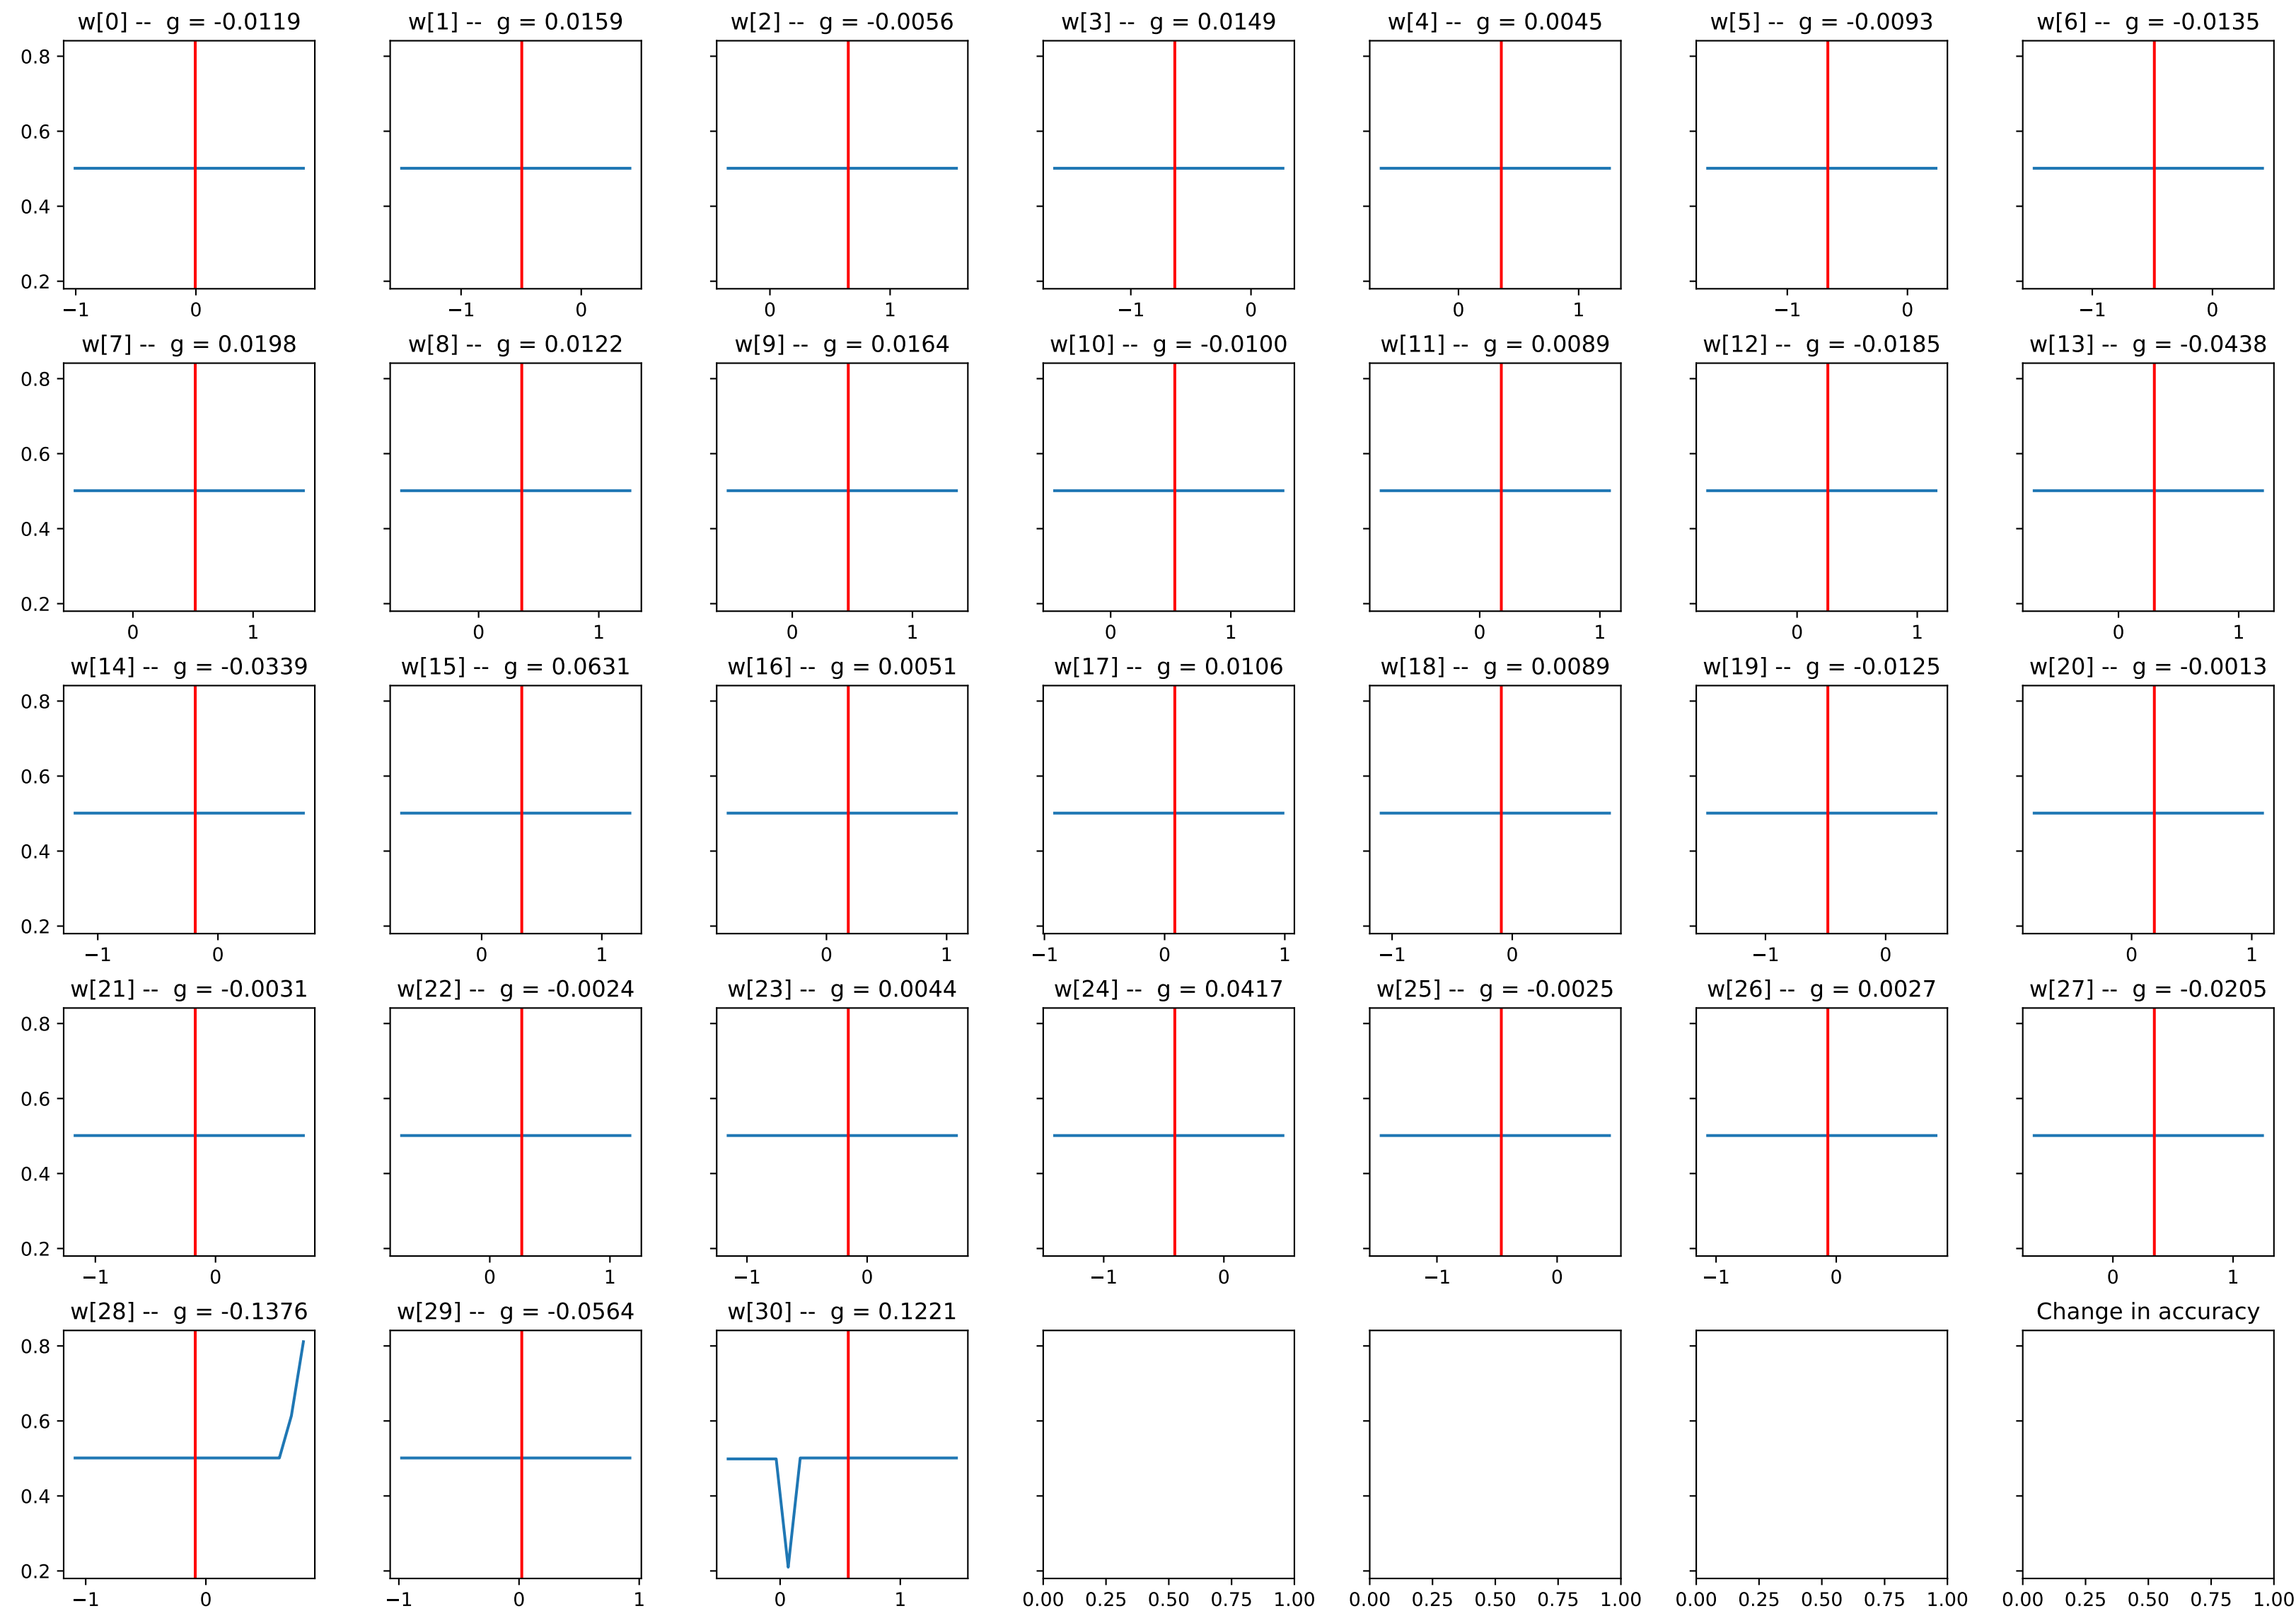 w[0] --  g = -0.0119 w[1] --  g = 0.0159 w[2] --  g = -0.0056 w[3] --  g = 0.0149 w[4] --  g = 0.0045 w[5] --  g = -0.0093 w[6] --  g = -0.0135
0.8
0.6
0.4
0.2
−1 0 −1 0 0 1 −1 0 0 1 −1 0 −1 0
w[7] --  g = 0.0198 w[8] --  g = 0.0122 w[9] --  g = 0.0164 w[10] --  g = -0.0100 w[11] --  g = 0.0089 w[12] --  g = -0.0185 w[13] --  g = -0.0438
0.8
0.6
0.4
0.2
0 1 0 1 0 1 0 1 0 1 0 1 0 1
w[14] --  g = -0.0339 w[15] --  g = 0.0631 w[16] --  g = 0.0051 w[17] --  g = 0.0106 w[18] --  g = 0.0089 w[19] --  g = -0.0125 w[20] --  g = -0.0013
0.8
0.6
0.4
0.2
−1 0 0 1 0 1 −1 0 1 −1 0 −1 0 0 1
w[21] --  g = -0.0031 w[22] --  g = -0.0024 w[23] --  g = 0.0044 w[24] --  g = 0.0417 w[25] --  g = -0.0025 w[26] --  g = 0.0027 w[27] --  g = -0.0205
0.8
0.6
0.4
0.2
−1 0 0 1 −1 0 −1 0 −1 0 −1 0 0 1
w[28] --  g = -0.1376 w[29] --  g = -0.0564 w[30] --  g = 0.1221 Change in accuracy
0.8
0.6
0.4
0.2
−1 0 −1 0 1 0 1 0.00 0.25 0.50 0.75 1.00 0.00 0.25 0.50 0.75 1.00 0.00 0.25 0.50 0.75 1.00 0.00 0.25 0.50 0.75 1.00